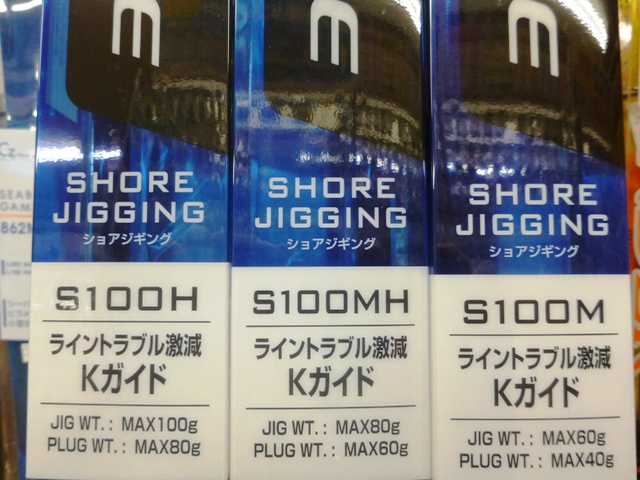 SHORE
JIGGING
ショアジギング
S100H
ライントラブル激減
Kガイド
JIG WT.: MAX100g
PLUG WT.: MAX80g
SHORE
JIGGING
ショアジギング
S100MH
ライントラブル激減
Kガイド
JIG WT.: MAX80g
PLUG WT.: MAX60g
SHORE
JIGGING
ショアジギング
S100M
ライントラブル激減
Kガイド
JIG WT.: MAX60g
PLUG WT.: MAX40g
SEAB
GAM
862M